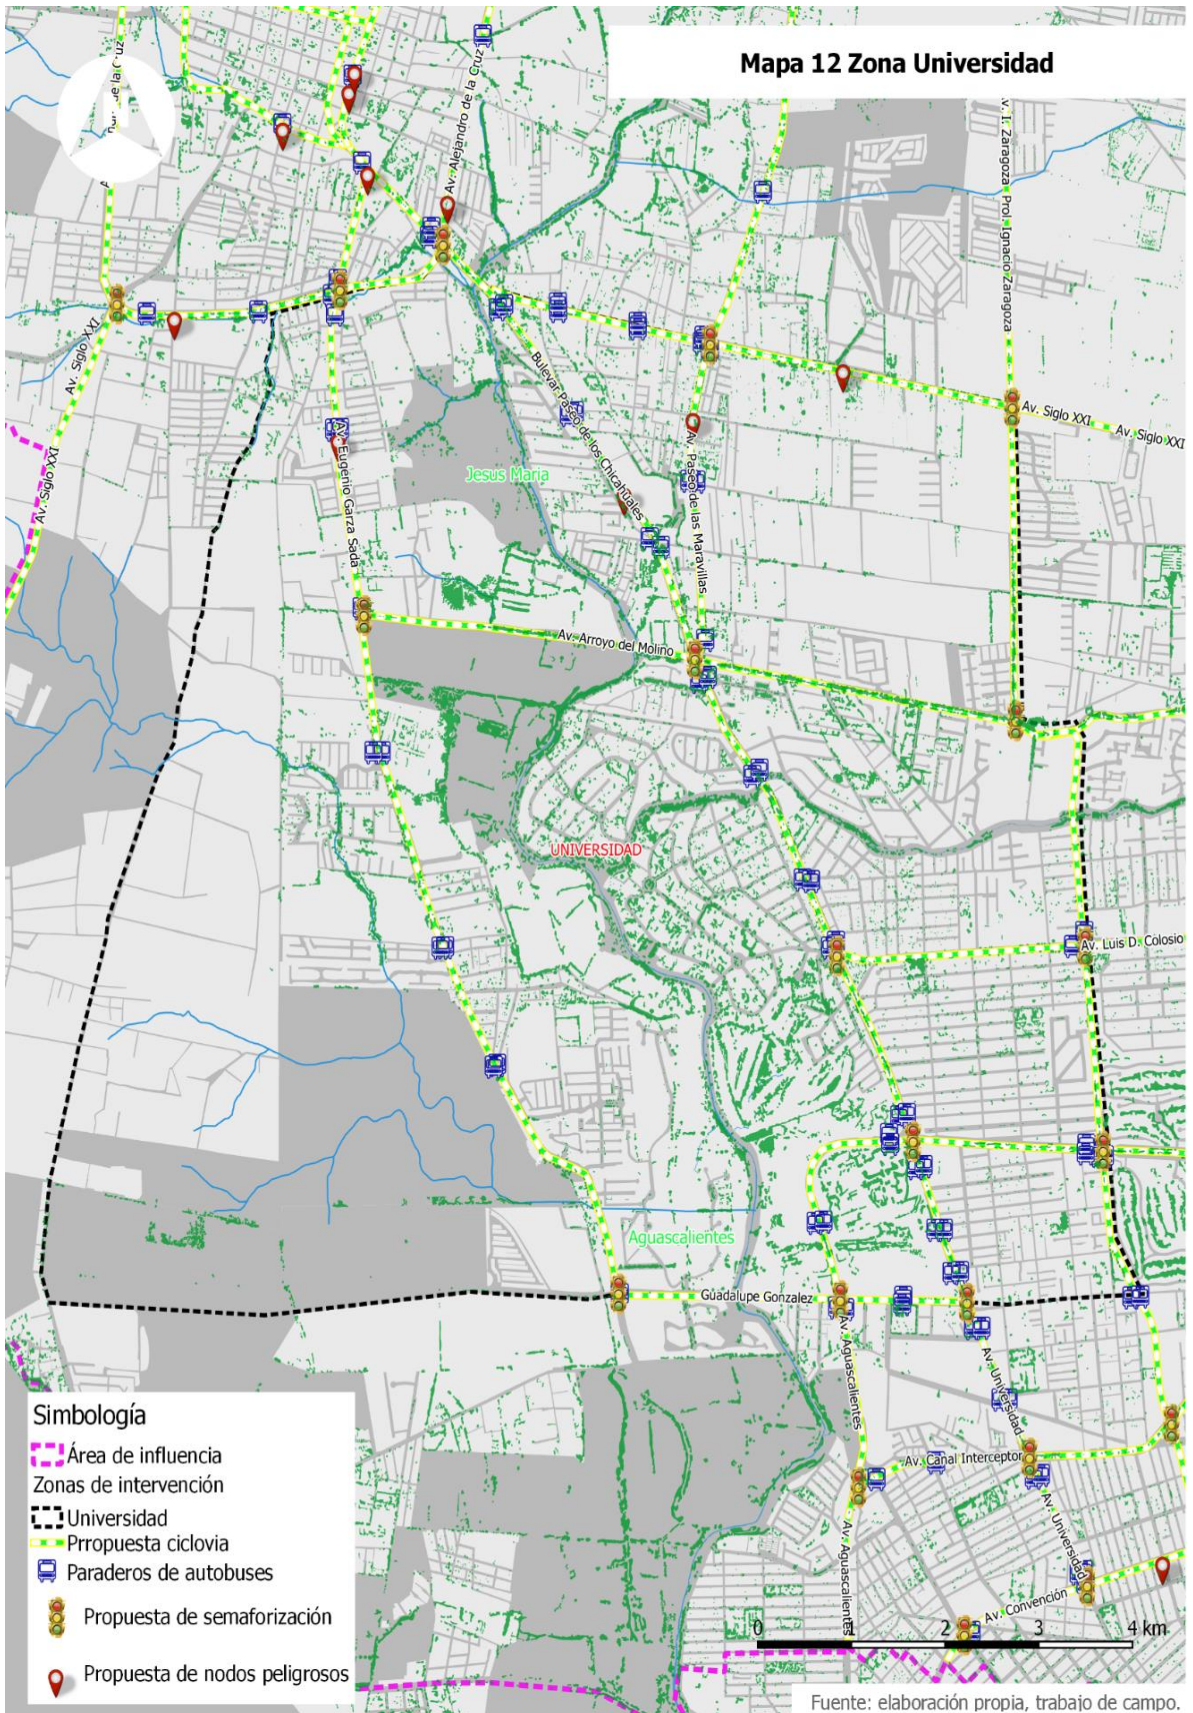 Mapa 12 Zona Universidad
Av. Alejandro de la Cruz
Av. Ir. Zaragoza Prol. Ignacio Zaragoza
Av. Siglo XXI
Av. Siglo XXI
Av. Siglo XXI
Av. Siglo XXI
Bulevar Paseo de los Chicahuales
Av. Paseo de las Maravillas
AV. Eugenio Garza Sada
Jesus Maria
Av. Arroyo del Molino
UNIVERSIDAD
Av. Luis D. Colosio
Aguascalientes
Guadalupe Gonzalez
Av. Aguascalientes
Av. Universidad
Av. Canal Interceptor
Av. Universidad
Av. Aguascalientes
Av. Convención
Simbología
Área de influencia
Zonas de intervención
Universidad
Prropuesta ciclovia
Paraderos de autobuses
Propuesta de semaforización
Propuesta de nodos peligrosos
0 1 2 3 4 km
Fuente: elaboración propia, trabajo de campo.